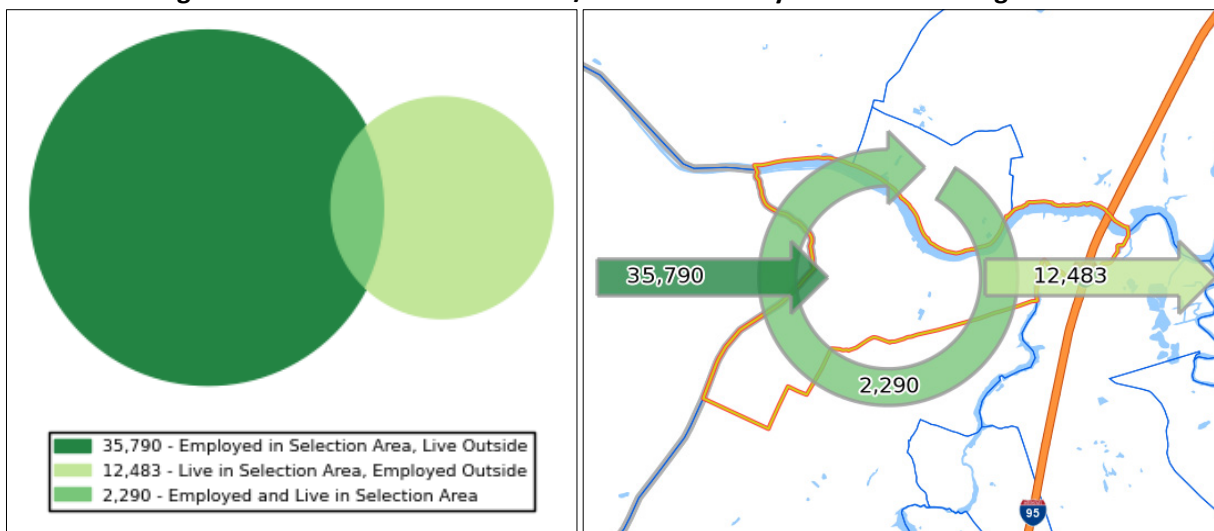 35,790 - Employed in Selection Area, Live Outside
12,483 - Live in Selection Area, Employed Outside
2,290 - Employed and Live in Selection Area
35,790
12,483
2,290
95